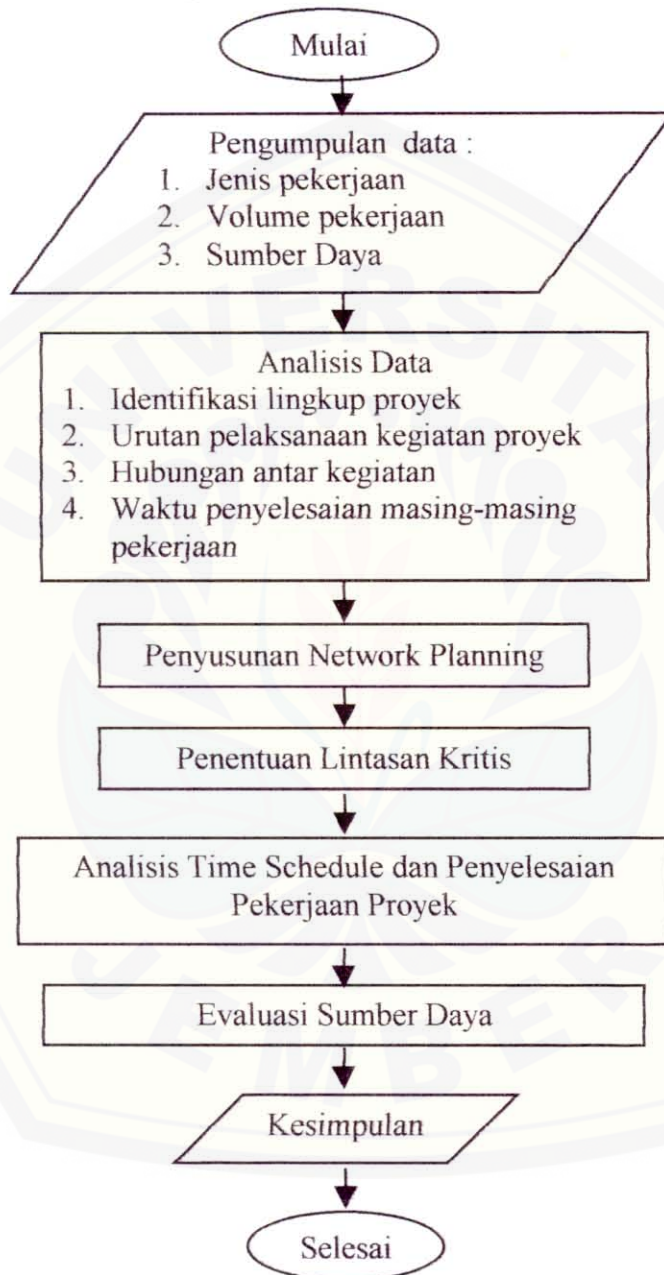 Mulai
Pengumpulan data :
1. Jenis pekerjaan
2. Volume pekerjaan
3. Sumber Daya
Analisis Data
1. Identifikasi lingkup proyek
2. Urutan pelaksanaan kegiatan proyek
3. Hubungan antar kegiatan
4. Waktu penyelesaian masing-masing
pekerjaan
Penyusunan Network Planning
Penentuan Lintasan Kritis
Analisis Time Schedule dan Penyelesaian
Pekerjaan Proyek
Evaluasi Sumber Daya
Kesimpulan
Selesai
UNIVERSITA
JEMBER